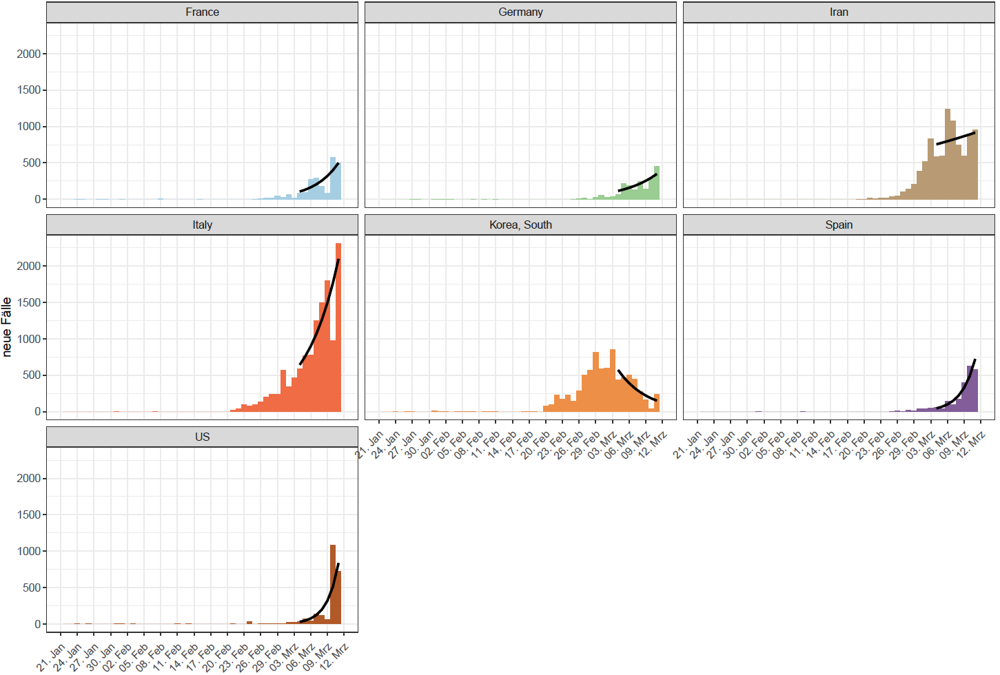 France
Germany
Iran
2000
1500
1000
500
0
Italy
Korea, South
Spain
neue Fälle
2000
1500
1000
500
0
21. Jan
24. Jan
27. Jan
30. Jan
02. Feb
05. Feb
08. Feb
11. Feb
14. Feb
17. Feb
20. Feb
23. Feb
26. Feb
29. Feb
03. Mrz
06. Mrz
09. Mrz
12. Mrz
21. Jan
24. Jan
27. Jan
30. Jan
02. Feb
05. Feb
08. Feb
11. Feb
14. Feb
17. Feb
20. Feb
23. Feb
26. Feb
29. Feb
03. Mrz
06. Mrz
09. Mrz
12. Mrz
US
2000
1500
1000
500
0
21. Jan
24. Jan
27. Jan
30. Jan
02. Feb
05. Feb
08. Feb
11. Feb
14. Feb
17. Feb
20. Feb
23. Feb
26. Feb
29. Feb
03. Mrz
06. Mrz
09. Mrz
12. Mrz